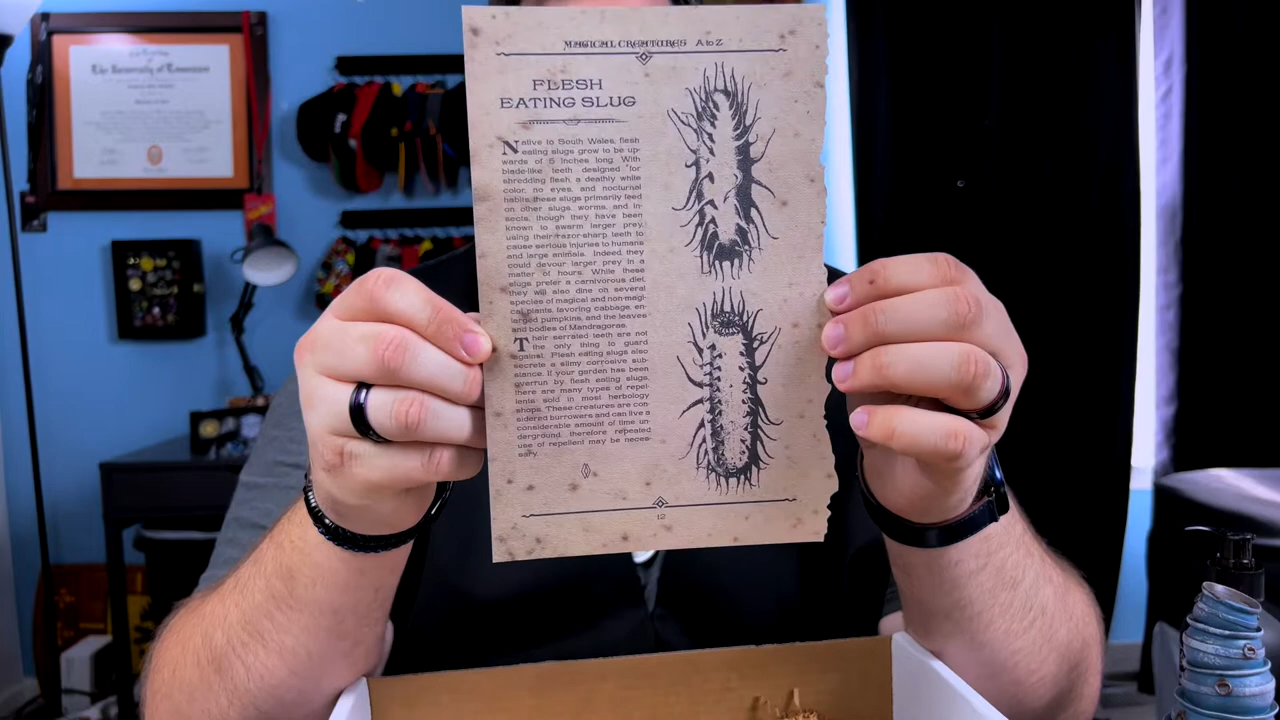 The University of Tennessee
MAGICAL CREATURES A to Z
FLESH
EATING SLUG
Native to South Wales, flesh
eating slugs grow to be up-
wards of 5 inches long. With
blade-like teeth designed for
shredding flesh, a deathly white
color, no eyes, and nocturnal
habits, these slugs primarily feed
on other slugs, worms, and in-
sects, though they have been
known to swarm larger prey,
using their razor-sharp teeth to
cause serious injuries to humans
and large animals. Indeed, they
could devour larger prey in a
matter of hours. While these
slugs prefer a carnivorous diet,
they will also dine on several
species of magical and non-magi-
cal plants, favoring cabbage, en-
larged pumpkins, and the leaves
and bodies of Mandragoras.
Their serrated teeth are not
the only thing to guard
against. Flesh eating slugs also
secrete a slimy corrosive sub-
stance. If your garden has been
overrun by flesh eating slugs,
there are many types of repel-
lents sold in most herbology
shops. These creatures are con-
sidered burrowers and can live a
considerable amount of time un-
derground, therefore repeated
use of repellent may be neces-
sary.
12